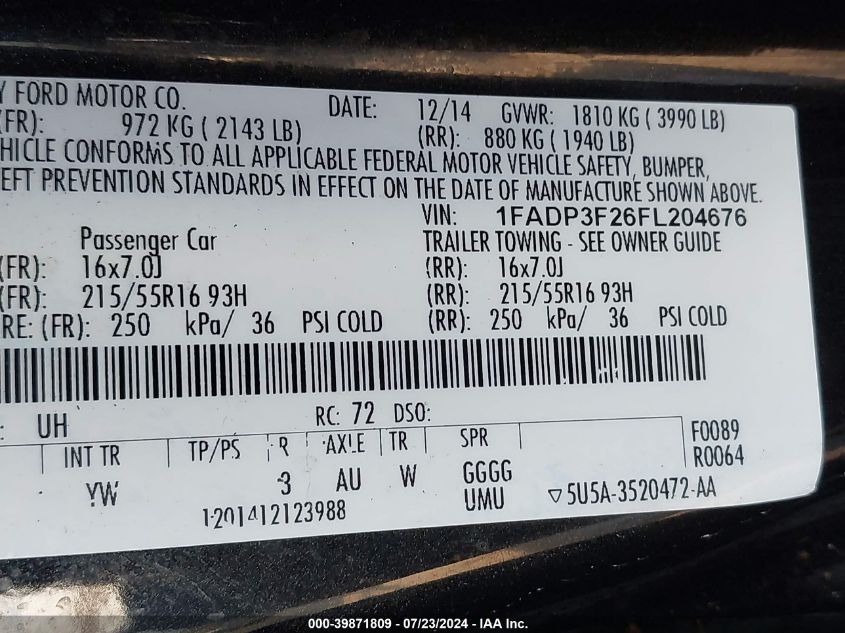 Y FORD MOTOR CO. DATE: 12/14 GVWR: 1810 KG ( 3990 LB)
(FR): 972 KG ( 2143 LB) (RR): 880 KG ( 1940 LB)
HICLE CONFORMS TO ALL APPLICABLE FEDERAL MOTOR VEHICLE SAFETY, BUMPER,
EFT PREVENTION STANDARDS IN EFFECT ON THE DATE OF MANUFACTURE SHOWN ABOVE.
VIN: 1FADP3F26FL204676
Passenger Car TRAILER TOWING - SEE OWNER GUIDE
(FR): 16x7.0J (RR): 16x7.0J
(FR): 215/55R16 93H (RR): 215/55R16 93H
RE: (FR): 250 kPa/ 36 PSI COLD (RR): 250 kPa/ 36 PSI COLD
: UH RC: 72 DSO:
INT TR TP/PS R AXLE TR SPR F0089
YW 3 AU W GGGG R0064
1201412123988 UMU ▽5U5A-3520472-AA
000-39871809 - 07/23/2024 - IAA Inc.